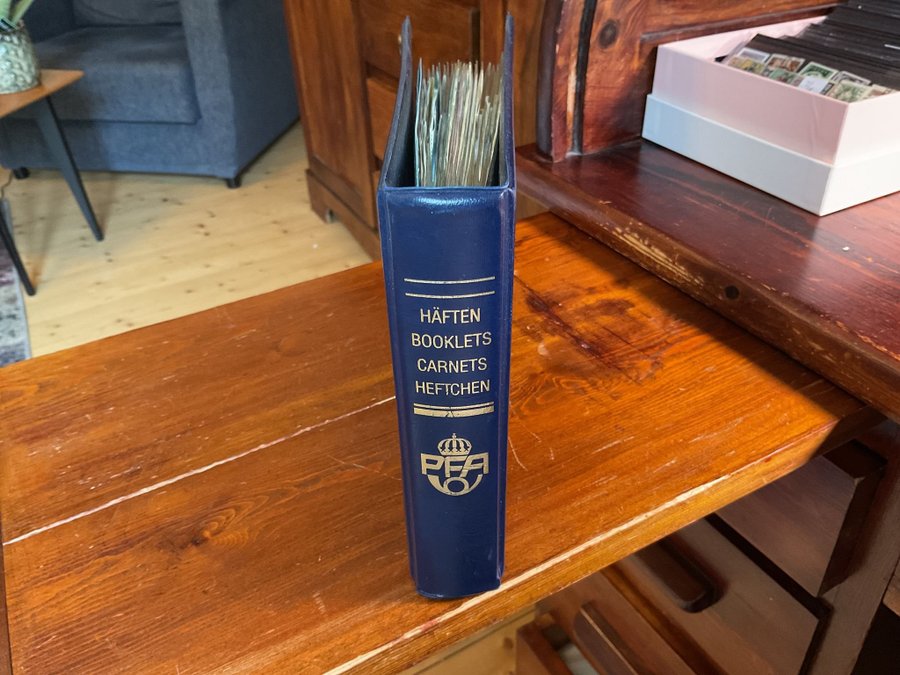 HÄFTEN
BOOKLETS
CARNETS
HEFTCHEN
PFA